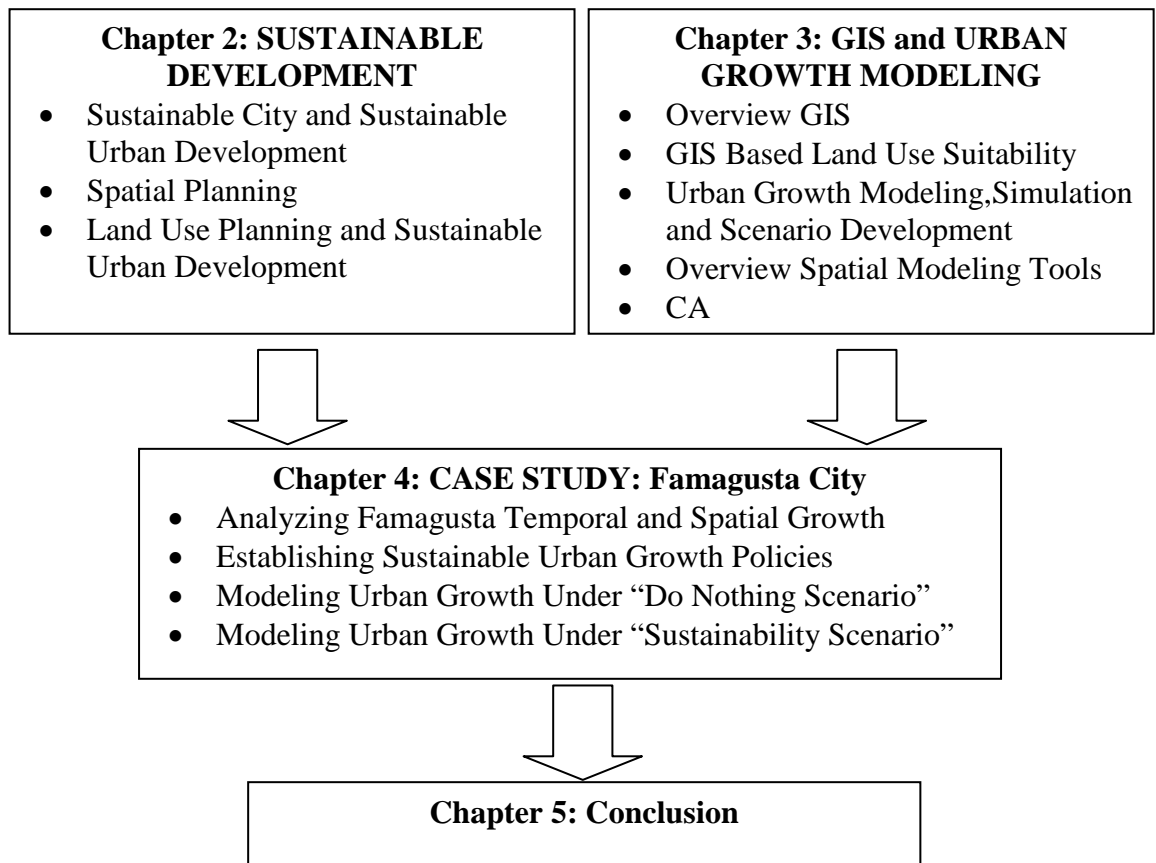 Chapter 2: SUSTAINABLE
DEVELOPMENT
• Sustainable City and Sustainable
Urban Development
• Spatial Planning
• Land Use Planning and Sustainable
Urban Development
Chapter 3: GIS and URBAN
GROWTH MODELING
• Overview GIS
• GIS Based Land Use Suitability
• Urban Growth Modeling,Simulation
and Scenario Development
• Overview Spatial Modeling Tools
• CA
Chapter 4: CASE STUDY: Famagusta City
• Analyzing Famagusta Temporal and Spatial Growth
• Establishing Sustainable Urban Growth Policies
• Modeling Urban Growth Under “Do Nothing Scenario”
• Modeling Urban Growth Under “Sustainability Scenario”
Chapter 5: Conclusion